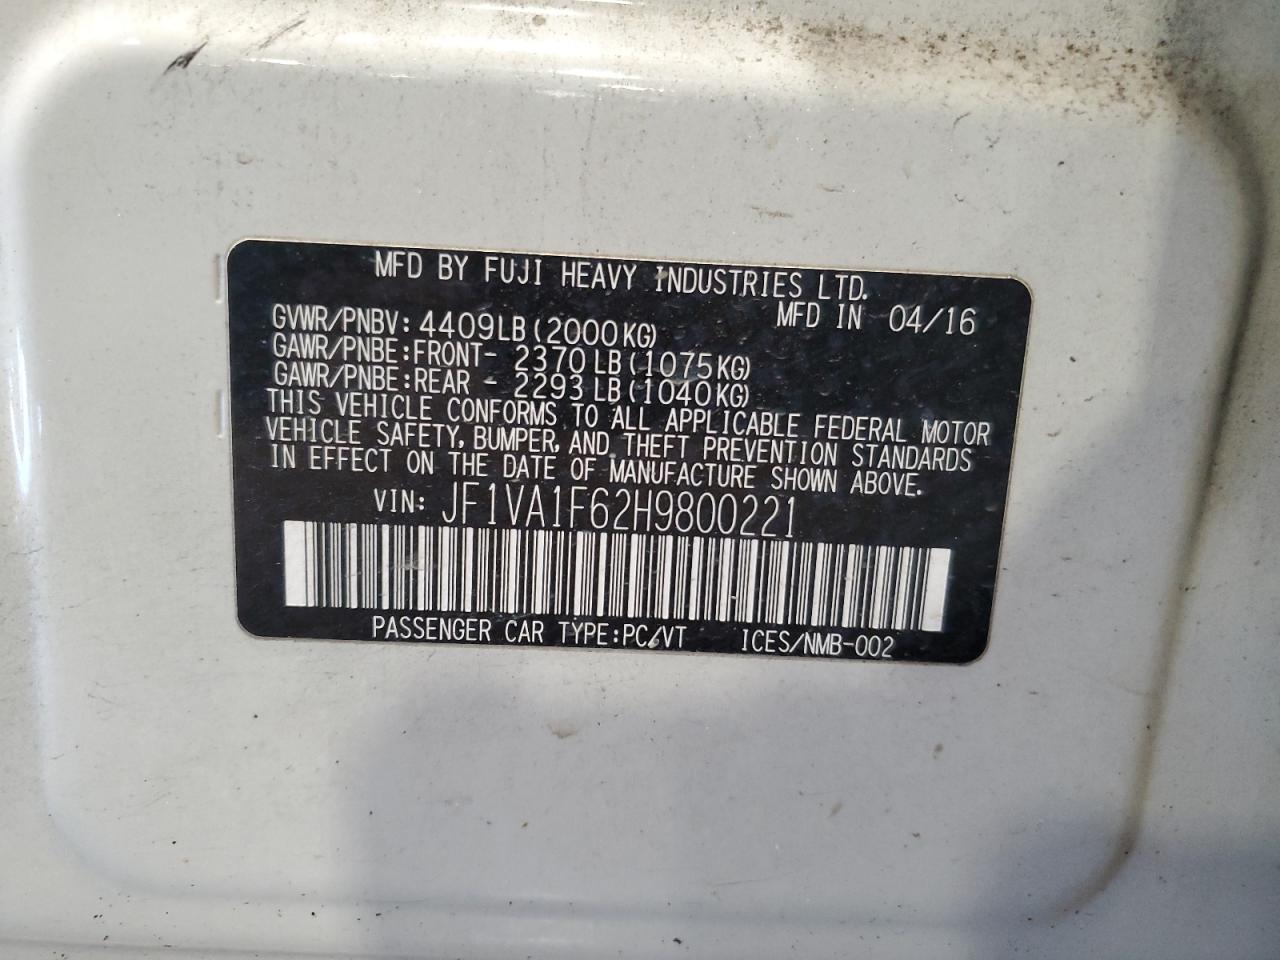 MFD BY FUJI HEAVY INDUSTRIES LTD.
MFD IN 04/16
GVWR/PNBV: 4409LB(2000KG)
GAWR/PNBE:FRONT- 2370LB(1075KG)
GAWR/PNBE:REAR - 2293LB(1040KG)
THIS VEHICLE CONFORMS TO ALL APPLICABLE FEDERAL MOTOR
VEHICLE SAFETY, BUMPER, AND THEFT PREVENTION STANDARDS
IN EFFECT ON THE DATE OF MANUFACTURE SHOWN ABOVE.
VIN: JF1VA1F62H9800221
PASSENGER CAR TYPE:PC/VT ICES/NMB-002